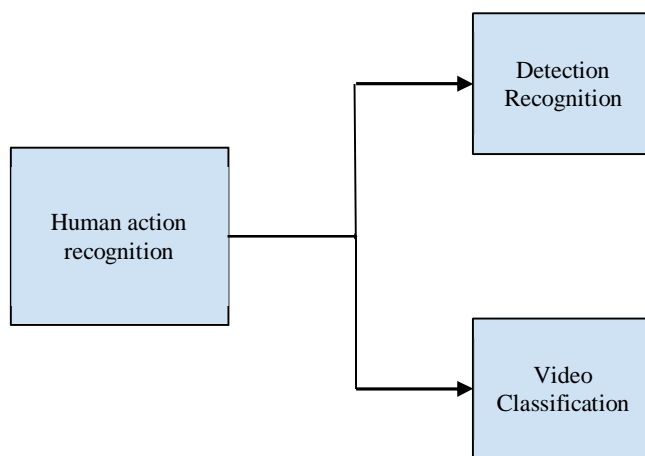 Detection
Recognition
Human action
recognition
Video
Classification